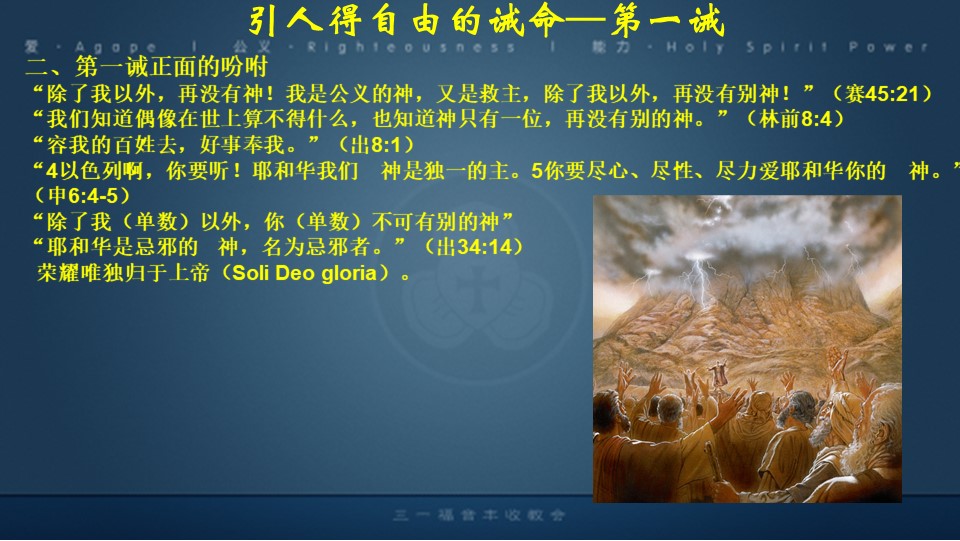 引人得自由的诫命—第一诫
爱·Agape | 公义·Righteousness | 能力·Holy Spirit Power
二、第一诫正面的吩咐
“除了我以外，再没有神！我是公义的神，又是救主，除了我以外，再没有别神！”（赛45:21）
“我们知道偶像在世上算不得什么，也知道神只有一位，再没有别的神。”（林前8:4）
“容我的百姓去，好事奉我。”（出8:1）
“4以色列啊，你要听！耶和华我们　神是独一的主。5你要尽心、尽性、尽力爱耶和华你的　神。”
（申6:4-5）
“除了我（单数）以外，你（单数）不可有别的神”
“耶和华是忌邪的　神，名为忌邪者。”（出34:14）
荣耀唯独归于上帝（Soli Deo gloria）。
三一福音丰收教会